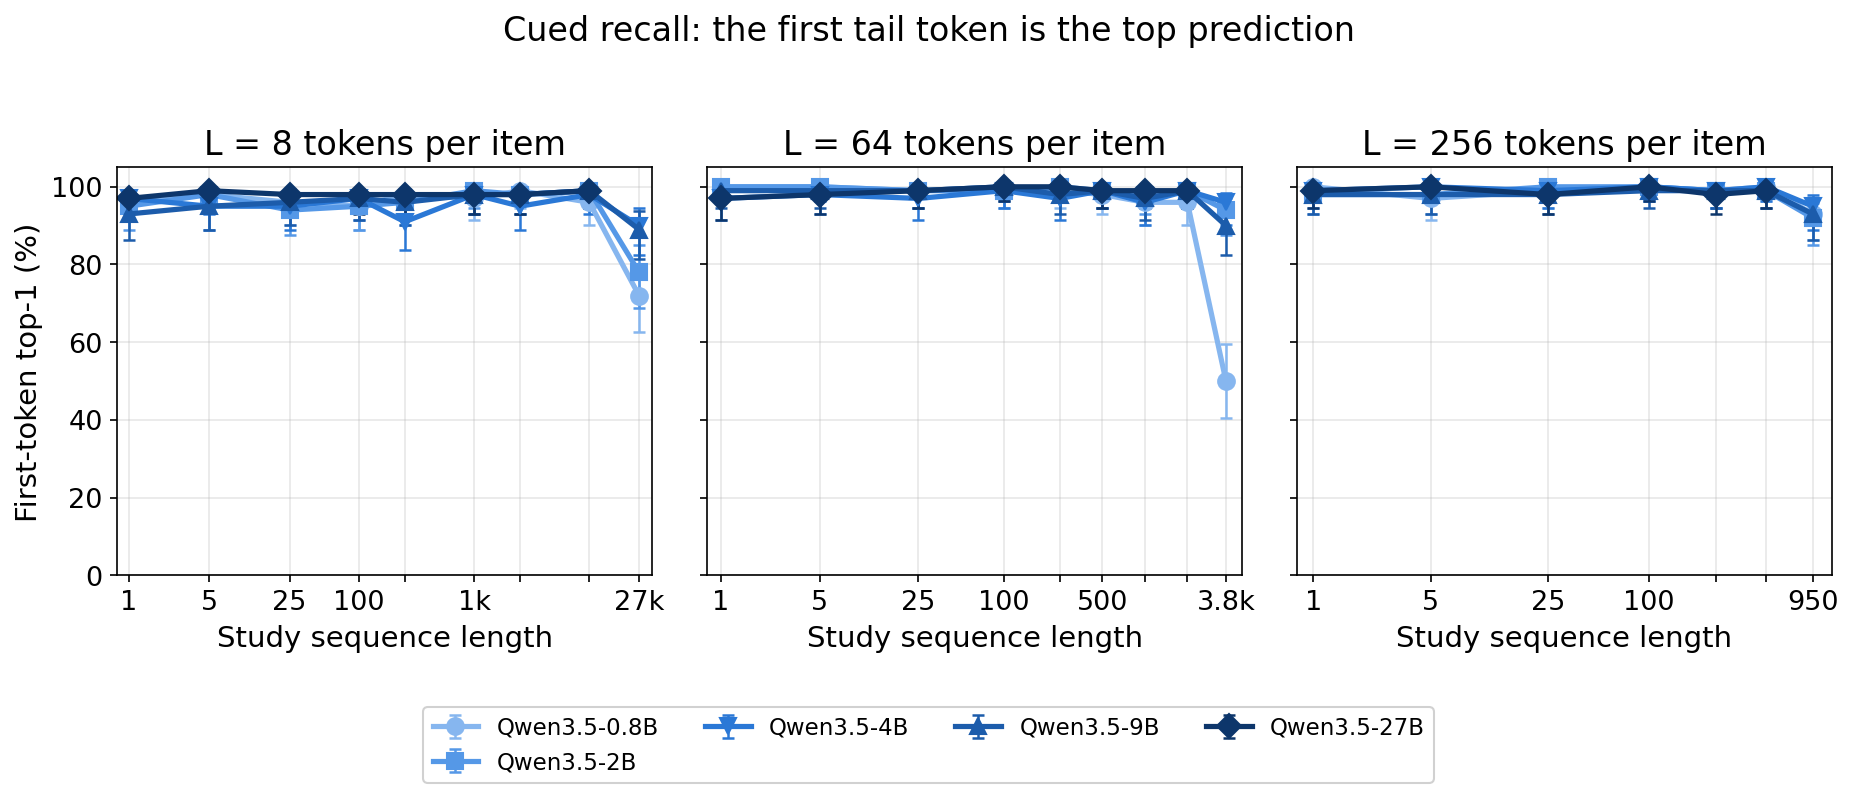 Cued recall: the first tail token is the top prediction
L = 8 tokens per item
L = 64 tokens per item
L = 256 tokens per item
First-token top-1 (%)
100
80
60
40
20
0
1 5 25 100 1k 27k
1 5 25 100 500 3.8k
1 5 25 100 950
Study sequence length
Study sequence length
Study sequence length
Qwen3.5-0.8B Qwen3.5-4B Qwen3.5-9B Qwen3.5-27B
Qwen3.5-2B